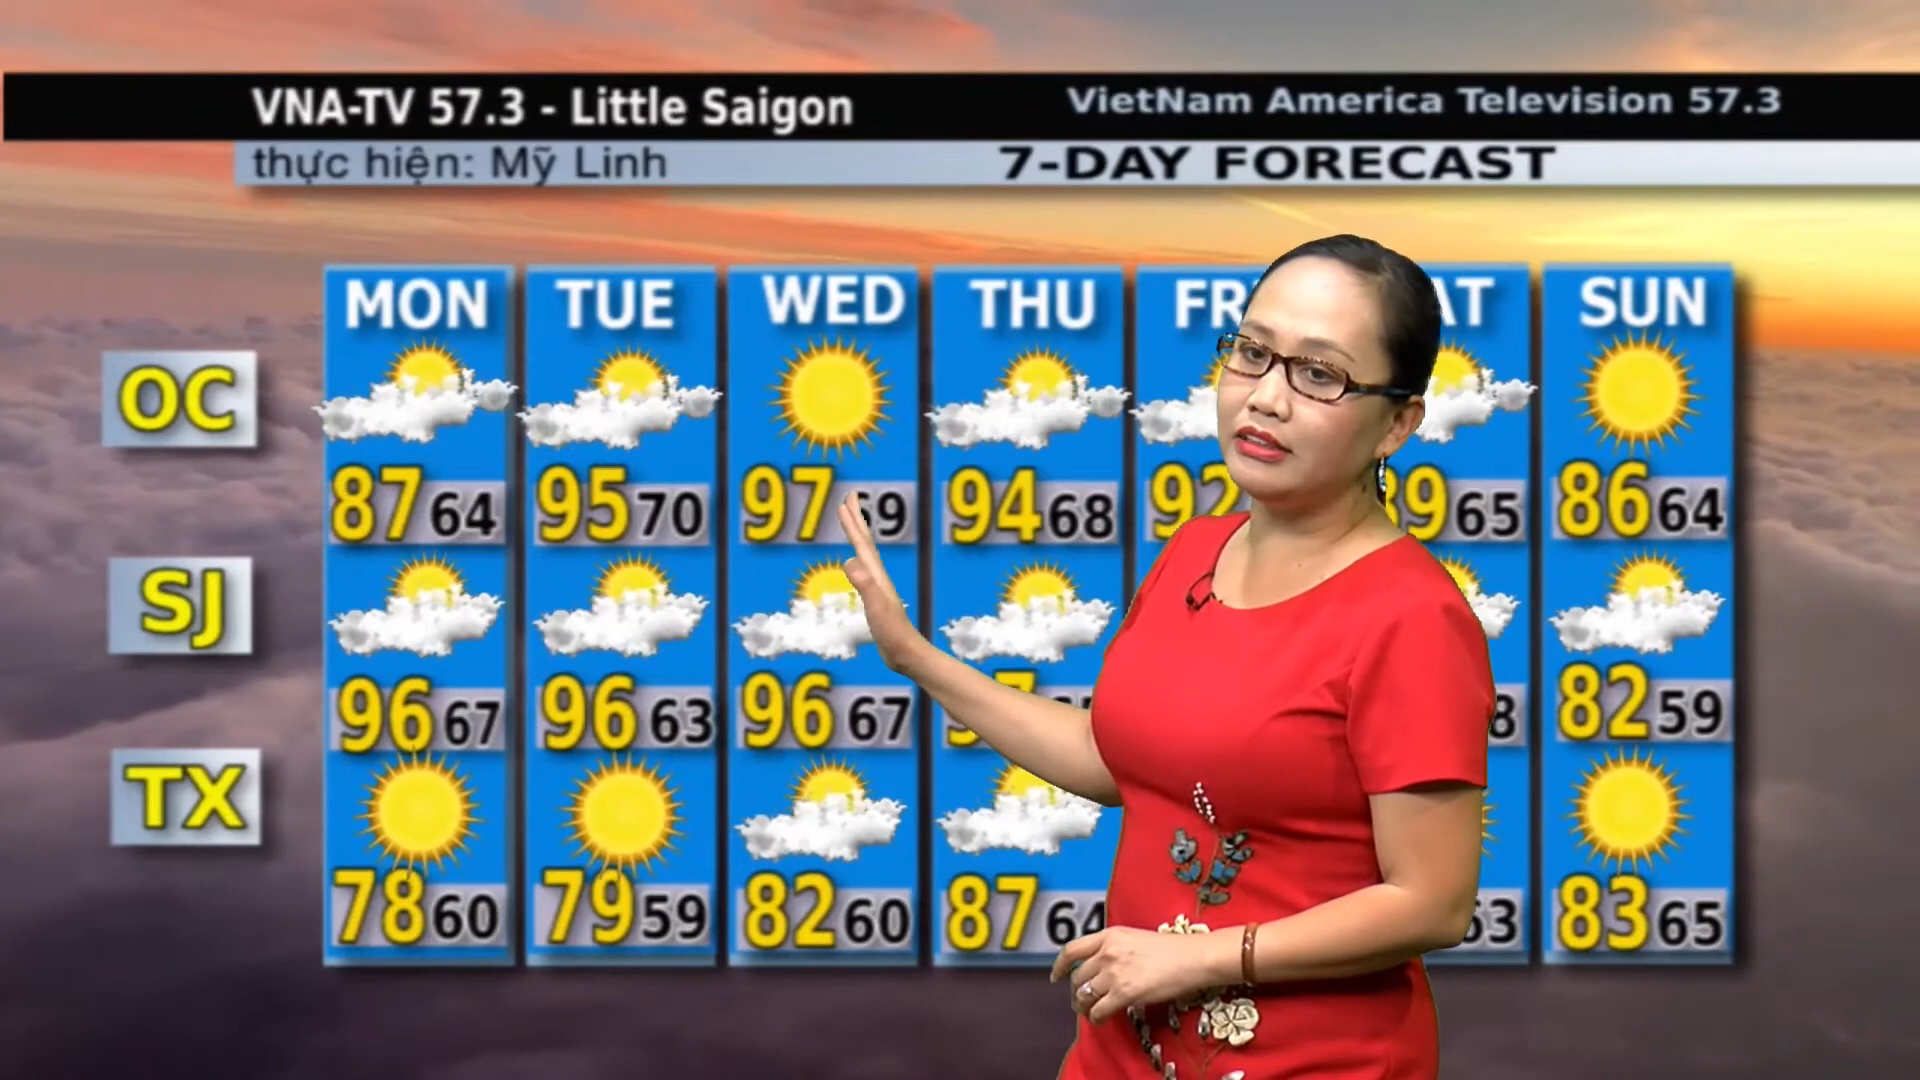 VNA-TV 57.3 - Little Saigon
VietNam America Television 57.3
thực hiện: Mỹ Linh
7-DAY FORECAST
MON TUE WED THU SUN
OC
87 64 95 70 97 94 68 92 65 86 64
SJ
96 67 96 63 96 67 82 59
TX
78 60 79 59 82 60 87 64 83 65